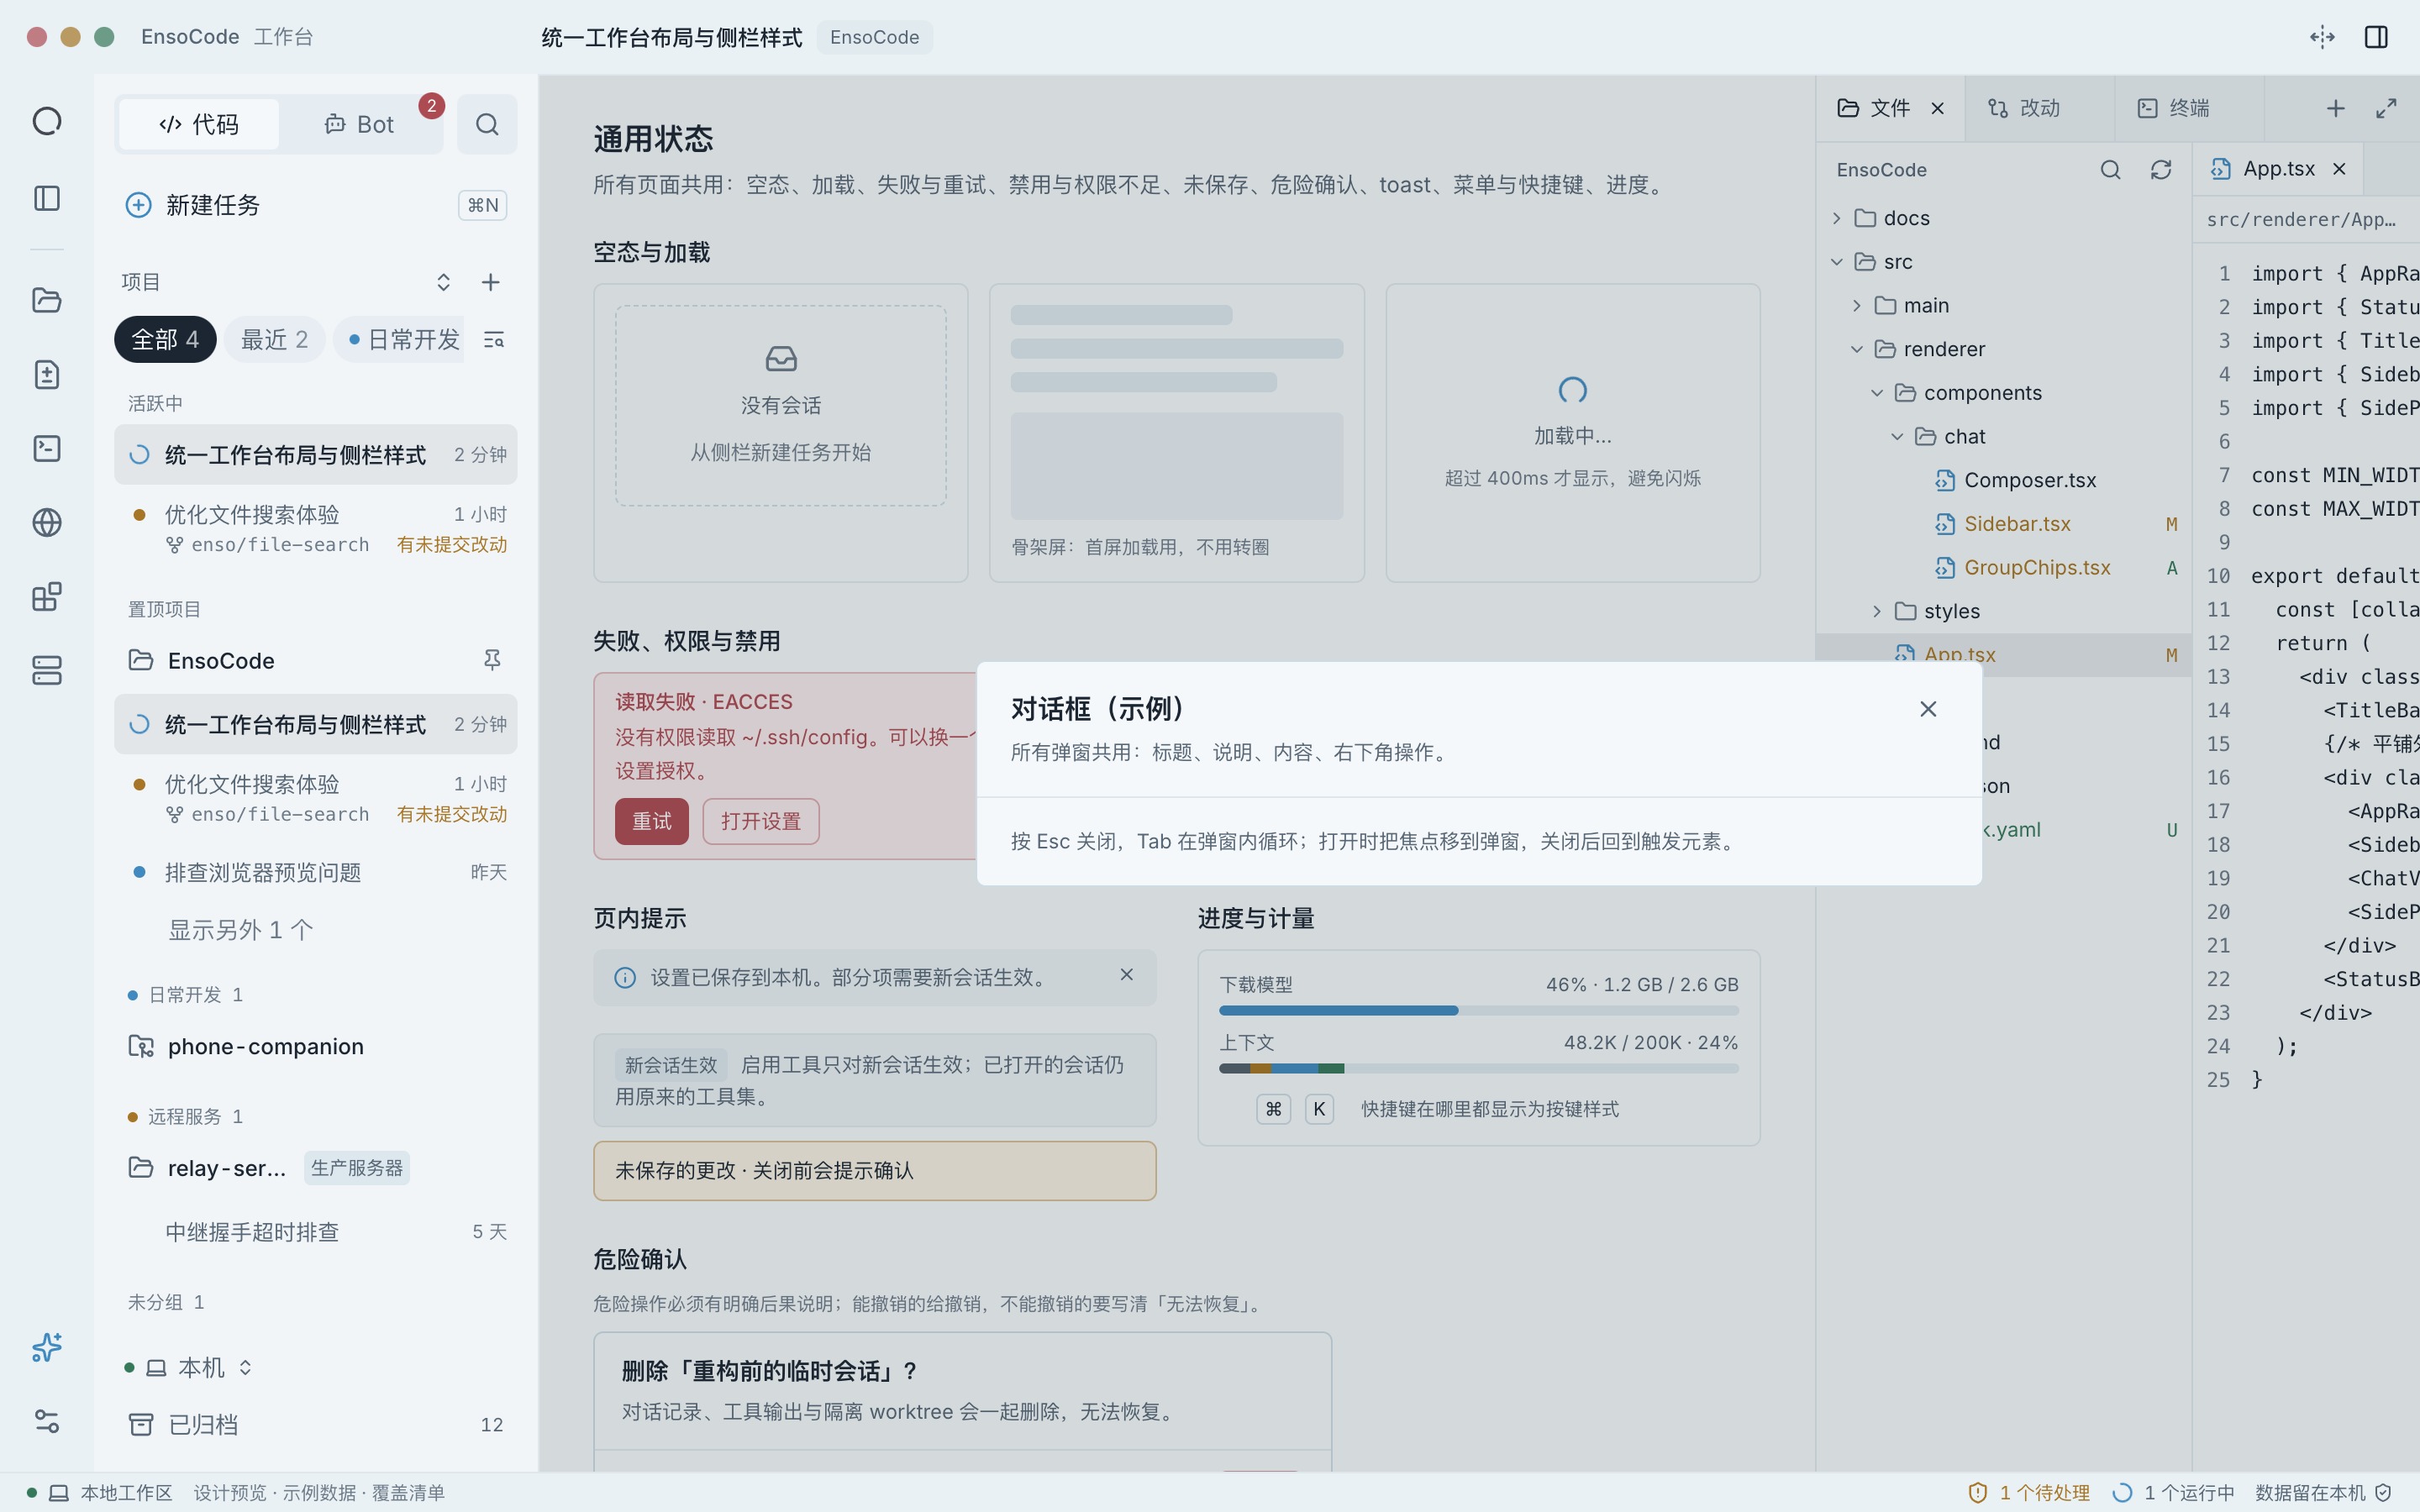 EnsoCode 工作台
统一工作台布局与侧栏样式 EnsoCode
代码 Bot 2
新建任务 ⌘N
项目
全部 4 最近 2 日常开发
活跃中
统一工作台布局与侧栏样式 2 分钟
优化文件搜索体验 1 小时
enso/file-search 有未提交改动
置顶项目
EnsoCode
统一工作台布局与侧栏样式 2 分钟
优化文件搜索体验 1 小时
enso/file-search 有未提交改动
排查浏览器预览问题 昨天
显示另外 1 个
日常开发 1
phone-companion
远程服务 1
relay-ser... 生产服务器
中继握手超时排查 5 天
未分组 1
本机
已归档 12
通用状态
所有页面共用：空态、加载、失败与重试、禁用与权限不足、未保存、危险确认、toast、菜单与快捷键、进度。
空态与加载
没有会话
从侧栏新建任务开始
骨架屏：首屏加载用，不用转圈
加载中...
超过 400ms 才显示，避免闪烁
失败、权限与禁用
读取失败 · EACCES
没有权限读取 ~/.ssh/config。可以换一
设置授权。
重试 打开设置
对话框（示例）
所有弹窗共用：标题、说明、内容、右下角操作。
按 Esc 关闭，Tab 在弹窗内循环；打开时把焦点移到弹窗，关闭后回到触发元素。
页内提示
设置已保存到本机。部分项需要新会话生效。
新会话生效 启用工具只对新会话生效；已打开的会话仍
用原来的工具集。
未保存的更改 · 关闭前会提示确认
进度与计量
下载模型 46% · 1.2 GB / 2.6 GB
上下文 48.2K / 200K · 24%
⌘ K 快捷键在哪里都显示为按键样式
危险确认
危险操作必须有明确后果说明；能撤销的给撤销，不能撤销的要写清「无法恢复」。
删除「重构前的临时会话」？
对话记录、工具输出与隔离 worktree 会一起删除，无法恢复。
文件 改动 终端
EnsoCode
docs
src
main
renderer
components
chat
Composer.tsx
Sidebar.tsx M
GroupChips.tsx A
styles
App.tsx M
nd
son
k.yaml U
App.tsx
src/renderer/App…
1 import { AppRa
2 import { Statu
3 import { Title
4 import { Sideb
5 import { SideP
6
7 const MIN_WIDT
8 const MAX_WIDT
9
10 export default
11 const [colla
12 return (
13 <div class
14 <TitleBa
15 {/* 平铺
16 <div cla
17 <AppRa
18 <Sideb
19 <ChatV
20 <SideP
21 </div>
22 <StatusB
23 </div>
24 );
25 }
本地工作区 设计预览 · 示例数据 · 覆盖清单
1 个待处理 1 个运行中 数据留在本机